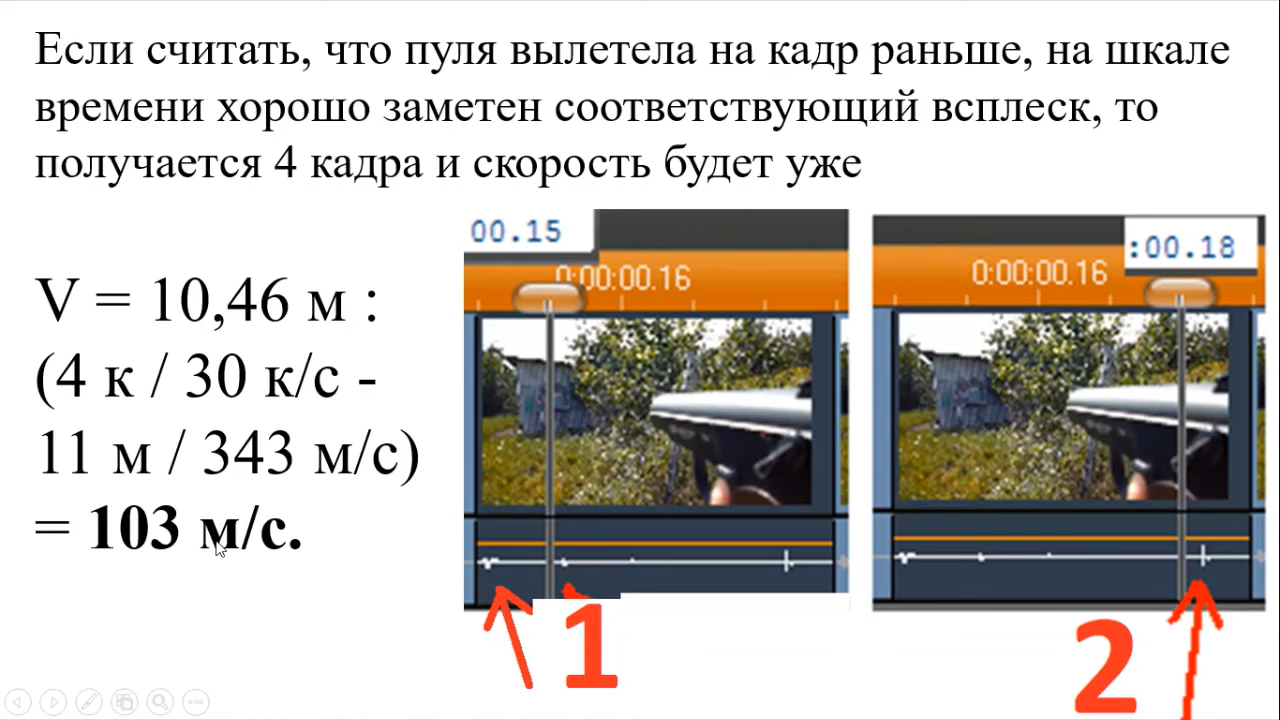 Если считать, что пуля вылетела на кадр раньше, на шкале
времени хорошо заметен соответствующий всплеск, то
получается 4 кадра и скорость будет уже
V = 10,46 м :
(4 к / 30 к/с -
11 м / 343 м/с)
= 103 м/с.
00.15
0:00:00.16
:00.18
0:00:00.16
1
2